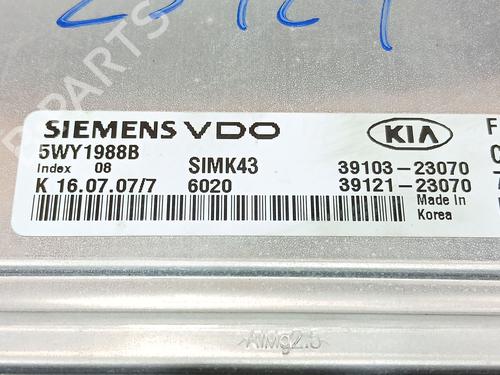 SIEMENS VDO KIA F
5WY1988B SIMK43 39103-23070
Index 08
K 16.07.07/7 6020 39121-23070
Made in
Korea
AlMg2.5